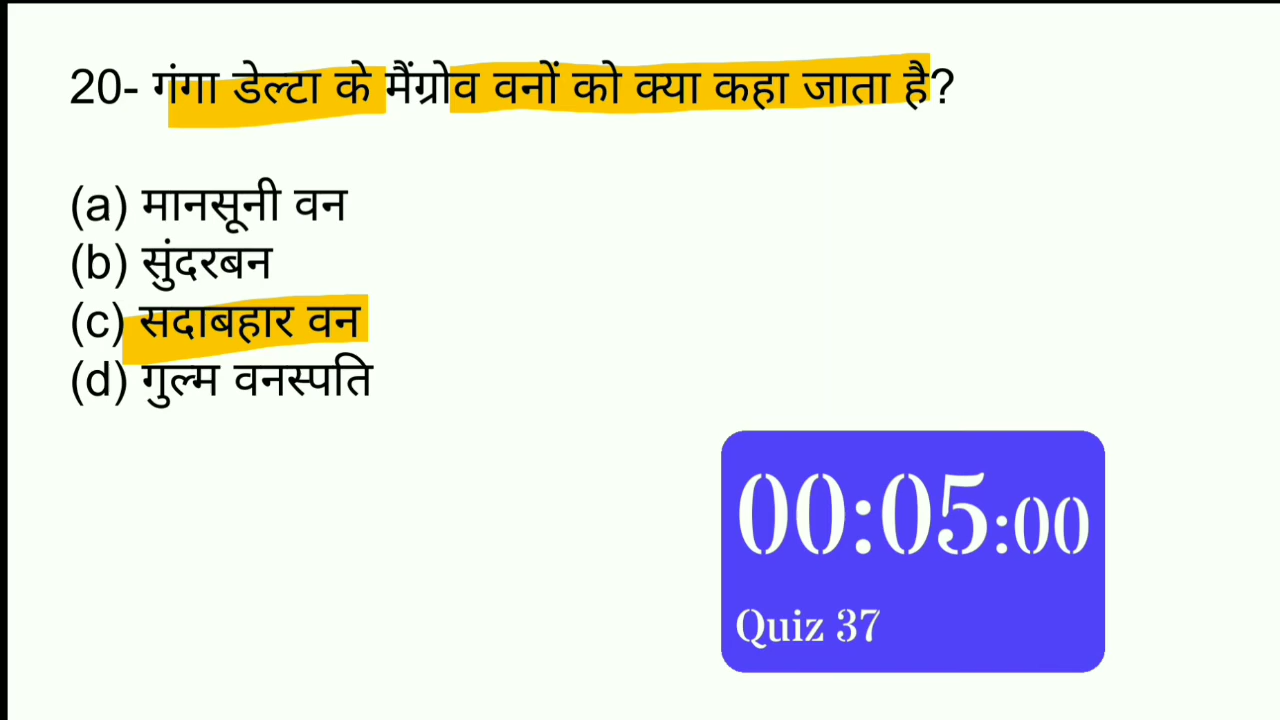 20- गंगा डेल्टा के मैंग्रोव वनों को क्या कहा जाता है?
(a) मानसूनी वन
(b) सुंदरबन
(c) सदाबहार वन
(d) गुल्म वनस्पति
00:05:00
Quiz 37